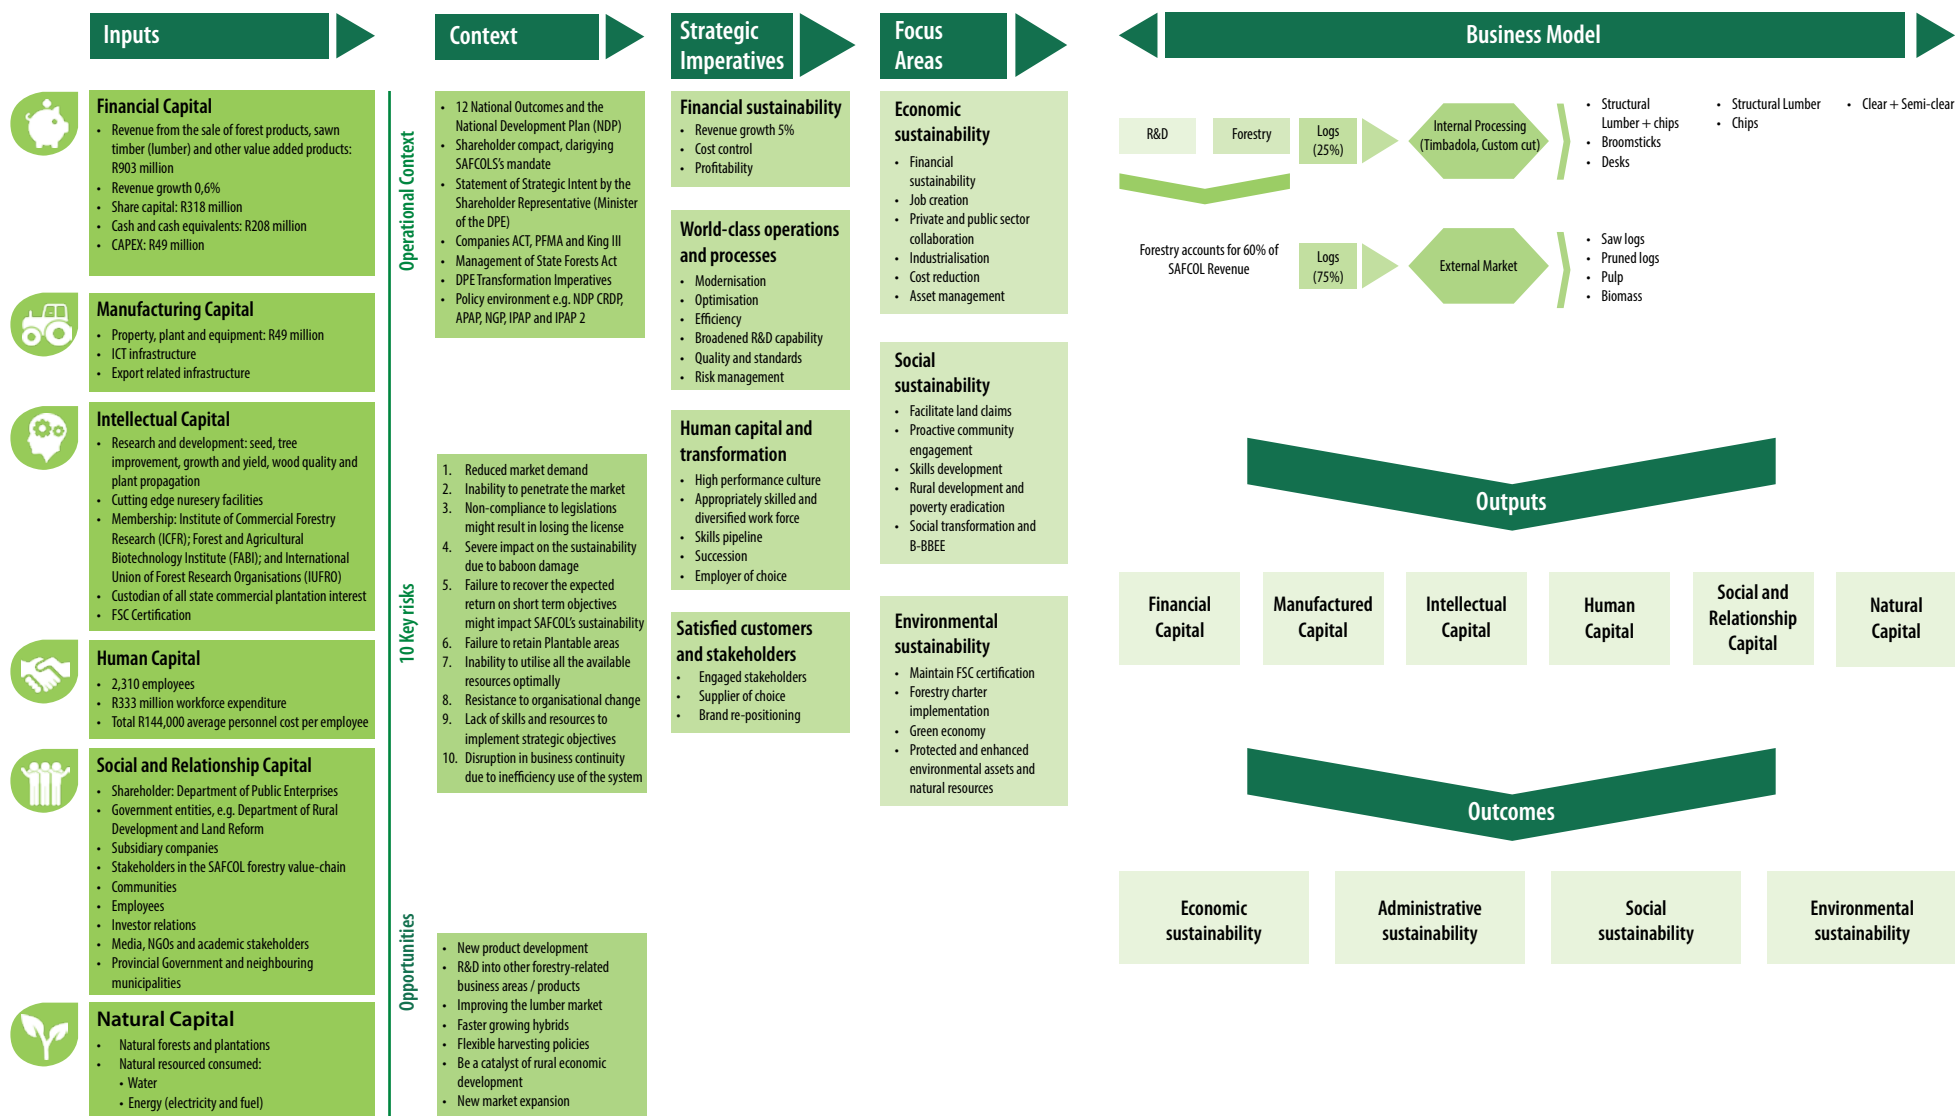 Inputs
Financial Capital
• Revenue from the sale of forest products, sawn
timber (lumber) and other value added products:
R903 million
• Revenue growth 0,6%
• Share capital: R318 million
• Cash and cash equivalents: R208 million
• CAPEX: R49 million
Manufacturing Capital
• Property, plant and equipment: R49 million
• ICT infrastructure
• Export related infrastructure
Intellectual Capital
• Research and development: seed, tree
improvement, growth and yield, wood quality and
plant propagation
• Cutting edge nuresery facilities
• Membership: Institute of Commercial Forestry
Research (ICFR); Forest and Agricultural
Biotechnology Institute (FABI); and International
Union of Forest Research Organisations (IUFRO)
• Custodian of all state commercial plantation interest
• FSC Certification
Human Capital
• 2,310 employees
• R333 million workforce expenditure
• Total R144,000 average personnel cost per employee
Social and Relationship Capital
• Shareholder: Department of Public Enterprises
• Government entities, e.g. Department of Rural
Development and Land Reform
• Subsidiary companies
• Stakeholders in the SAFCOL forestry value-chain
• Communities
• Employees
• Investor relations
• Media, NGOs and academic stakeholders
• Provincial Government and neighbouring
municipalities
Natural Capital
• Natural forests and plantations
• Natural resourced consumed:
• Water
• Energy (electricity and fuel)
Context
Operational Context
• 12 National Outcomes and the
National Development Plan (NDP)
• Shareholder compact, clarigying
SAFCOLS's mandate
• Statement of Strategic Intent by the
Shareholder Representative (Minister
of the DPE)
• Companies ACT, PFMA and King III
• Management of State Forests Act
• DPE Transformation Imperatives
• Policy environment e.g. NDP CRDP,
APAP, NGP, IPAP and IPAP 2
10 Key risks
1. Reduced market demand
2. Inability to penetrate the market
3. Non-compliance to legislations
might result in losing the license
4. Severe impact on the sustainability
due to baboon damage
5. Failure to recover the expected
return on short term objectives
might impact SAFCOL's sustainability
6. Failure to retain Plantable areas
7. Inability to utilise all the available
resources optimally
8. Resistance to organisational change
9. Lack of skills and resources to
implement strategic objectives
10. Disruption in business continuity
due to inefficiency use of the system
Opportunities
• New product development
• R&D into other forestry-related
business areas / products
• Improving the lumber market
• Faster growing hybrids
• Flexible harvesting policies
• Be a catalyst of rural economic
development
• New market expansion
Strategic
Imperatives
Financial sustainability
• Revenue growth 5%
• Cost control
• Profitability
World-class operations
and processes
• Modernisation
• Optimisation
• Efficiency
• Broadened R&D capability
• Quality and standards
• Risk management
Human capital and
transformation
• High performance culture
• Appropriately skilled and
diversified work force
• Skills pipeline
• Succession
• Employer of choice
Satisfied customers
and stakeholders
• Engaged stakeholders
• Supplier of choice
• Brand re-positioning
Focus
Areas
Economic
sustainability
• Financial
sustainability
• Job creation
• Private and public sector
collaboration
• Industrialisation
• Cost reduction
• Asset management
Social
sustainability
• Facilitate land claims
• Proactive community
engagement
• Skills development
• Rural development and
poverty eradication
• Social transformation and
B-BBEE
Environmental
sustainability
• Maintain FSC certification
• Forestry charter
implementation
• Green economy
• Protected and enhanced
environmental assets and
natural resources
Business Model
R&D
Forestry
Logs
(25%)
Internal Processing
(Timbadola, Custom cut)
• Structural
Lumber + chips
• Broomsticks
• Desks
• Structural Lumber
• Chips
• Clear + Semi-clear
Forestry accounts for 60% of
SAFCOL Revenue
Logs
(75%)
External Market
• Saw logs
• Pruned logs
• Pulp
• Biomass
Outputs
Financial
Capital
Manufactured
Capital
Intellectual
Capital
Human
Capital
Social and
Relationship
Capital
Natural
Capital
Outcomes
Economic
sustainability
Administrative
sustainability
Social
sustainability
Environmental
sustainability